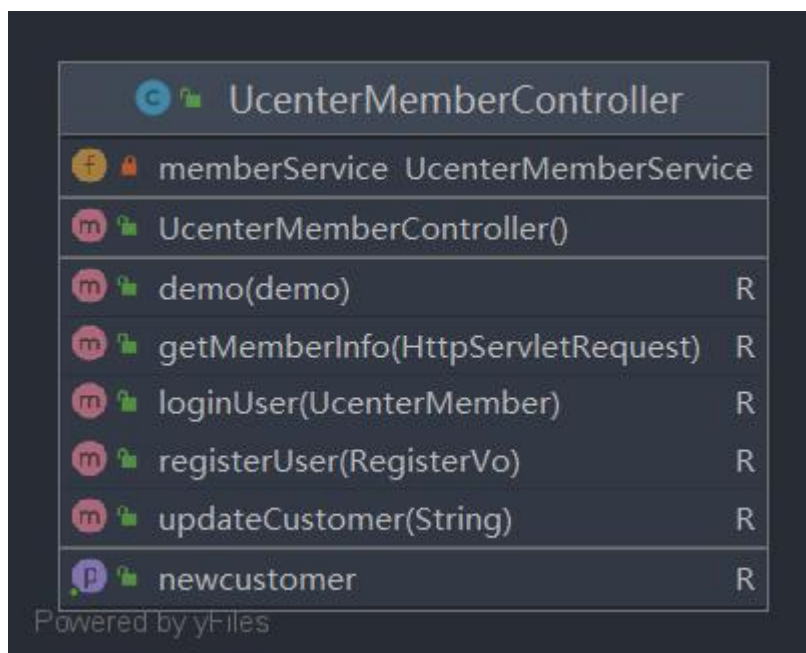 C UcenterMemberController
f memberService UcenterMemberService
m UcenterMemberController()
m demo(demo) R
m getMemberInfo(HttpServletRequest) R
m loginUser(UcenterMember) R
m registerUser(RegisterVo) R
m updateCustomer(String) R
p newcustomer R
Powered by yFiles